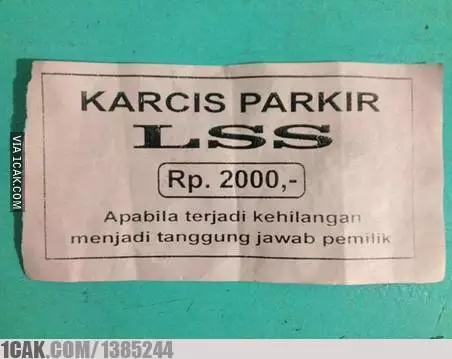 KARCIS PARKIR
LSS
Rp. 2000,-
Apabila terjadi kehilangan
menjadi tanggung jawab pemilik
VIA 1CAK.COM
1CAK.COM/1385244